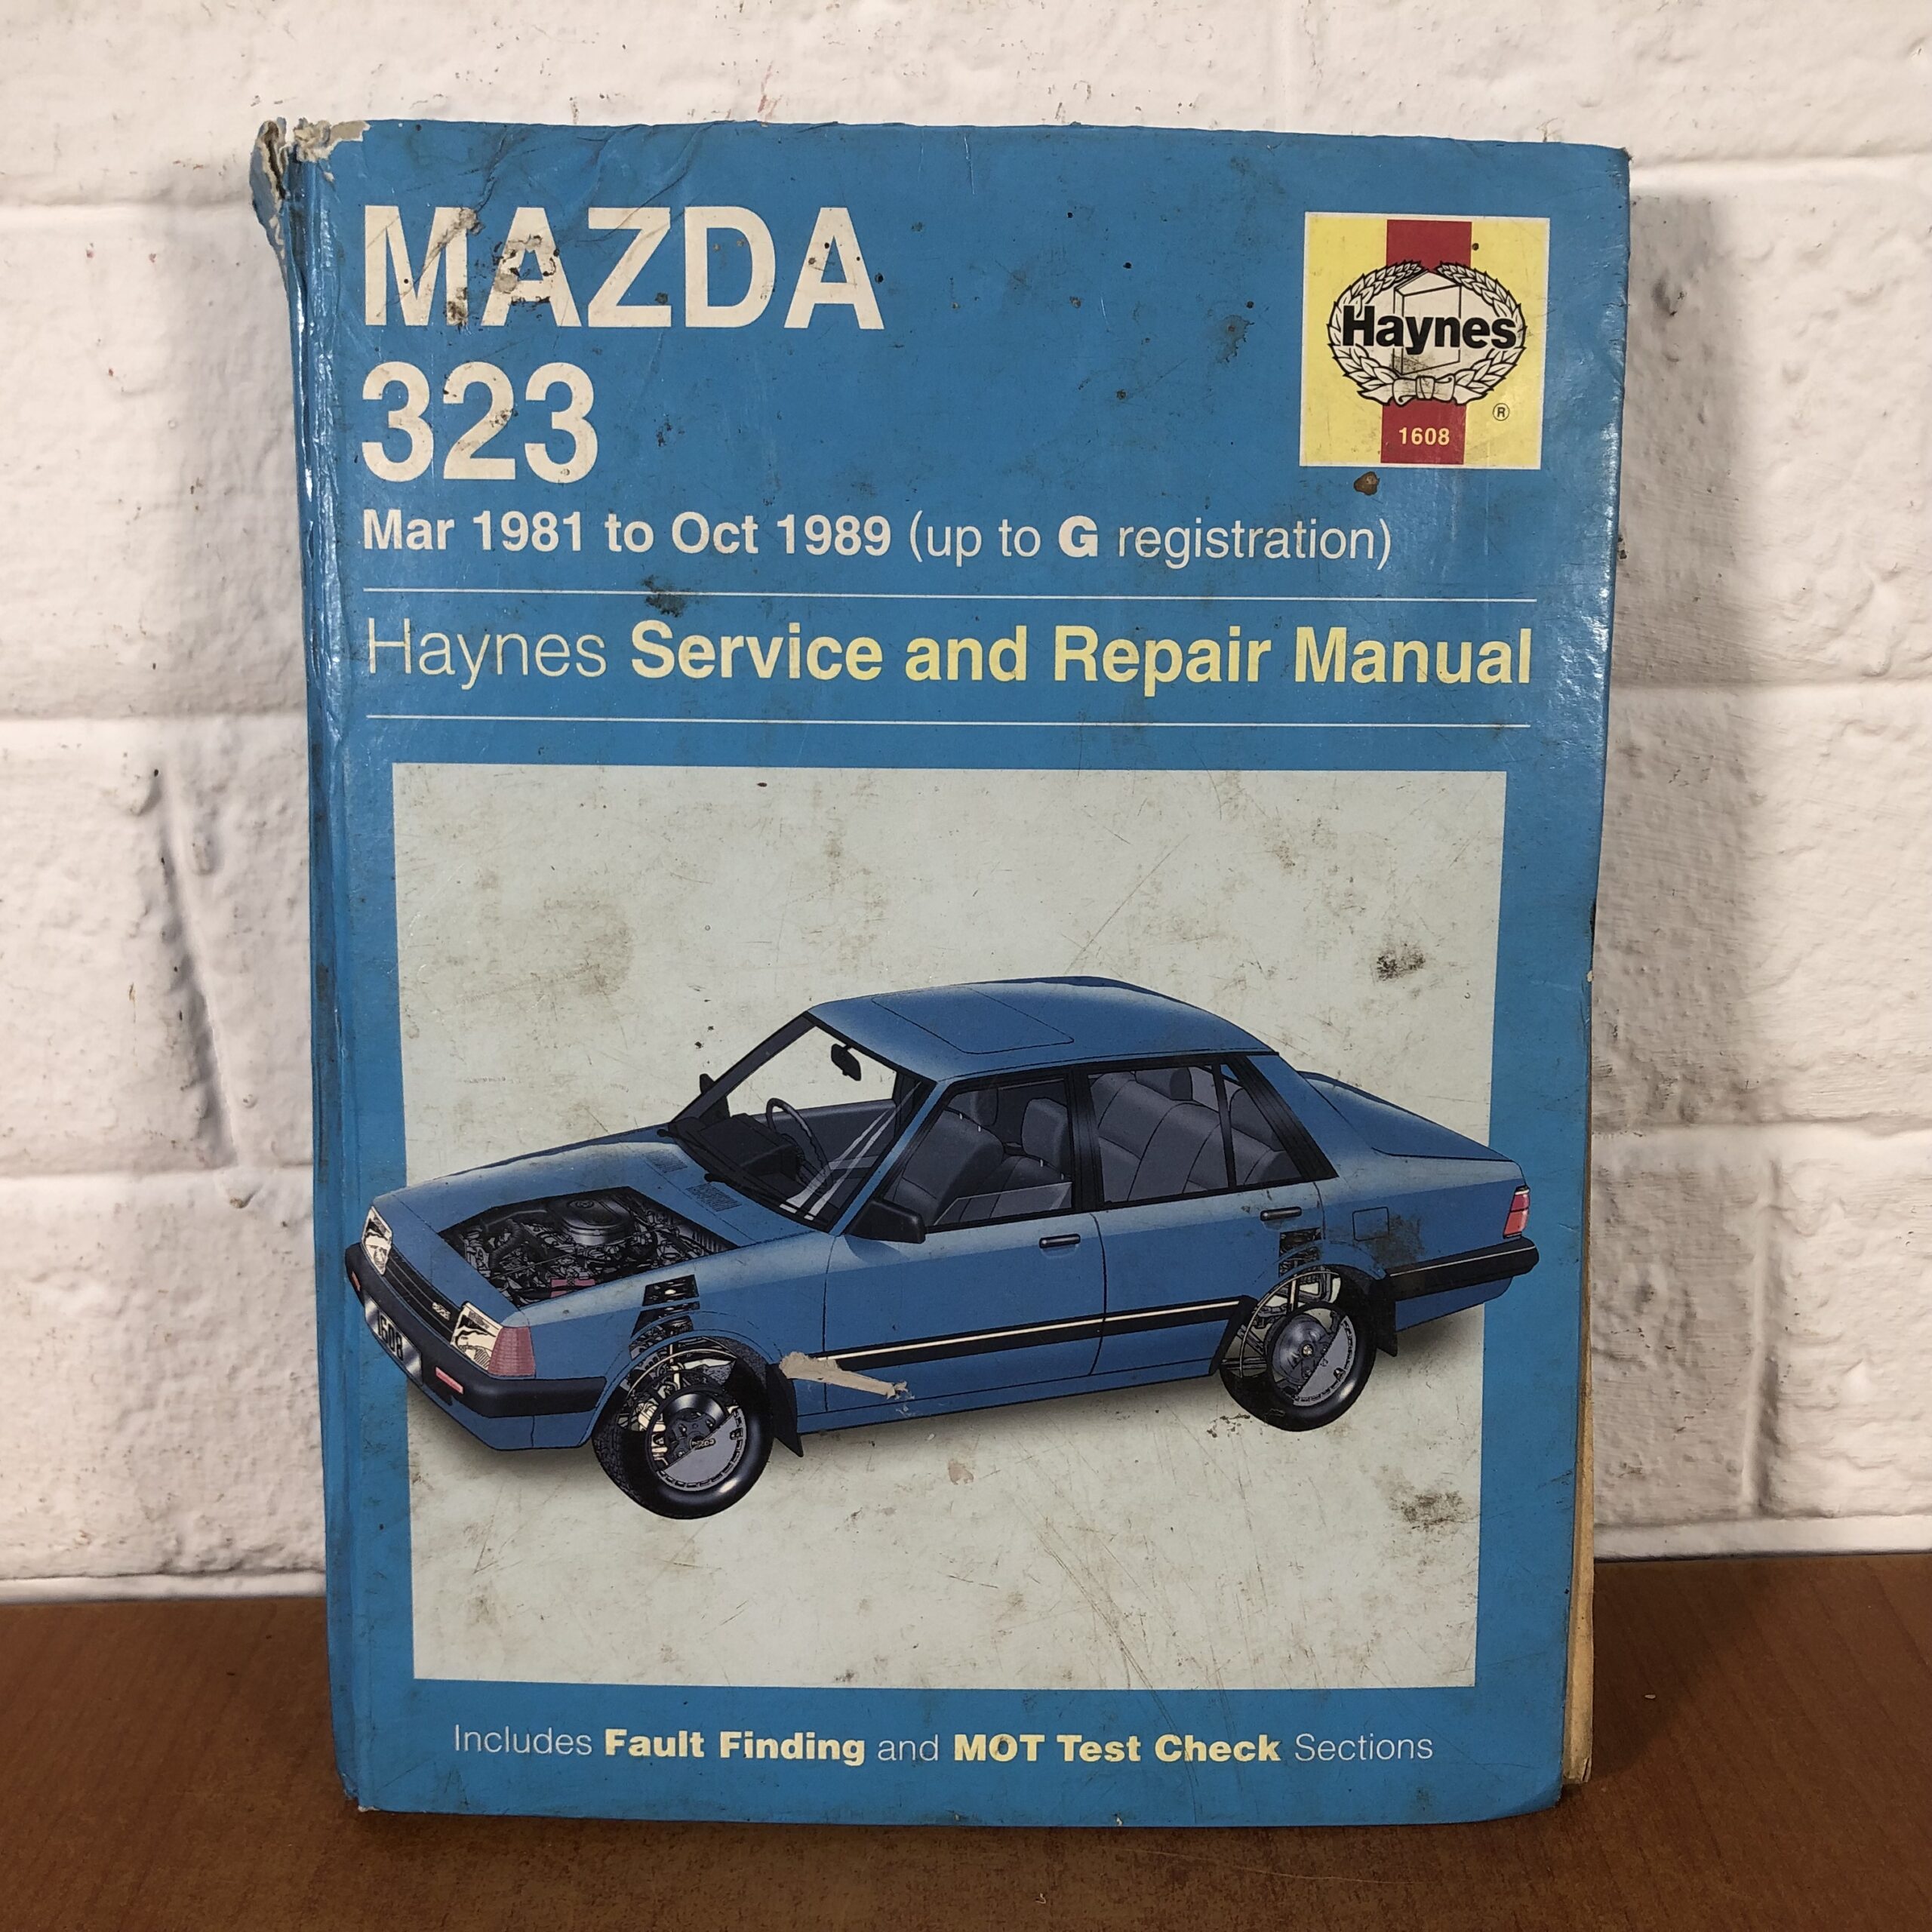 MAZDA
323
Mar 1981 to Oct 1989 (up to G registration)
Haynes Service and Repair Manual
Haynes
®
1608
1608
Includes Fault Finding and MOT Test Check Sections